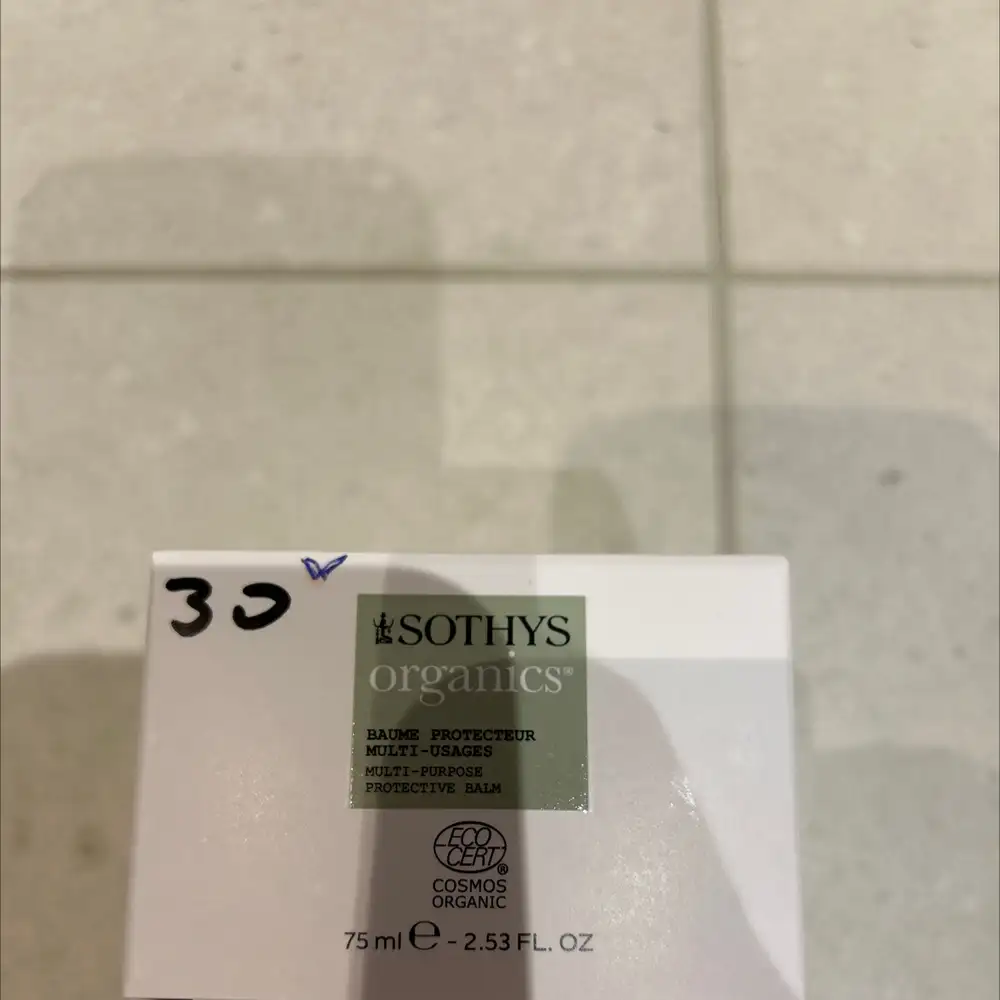 30
SOTHYS
organics®
BAUME PROTECTEUR
MULTI-USAGES
MULTI-PURPOSE
PROTECTIVE BALM
ECO
CERT®
COSMOS
ORGANIC
75 ml ℮ - 2.53 FL. OZ